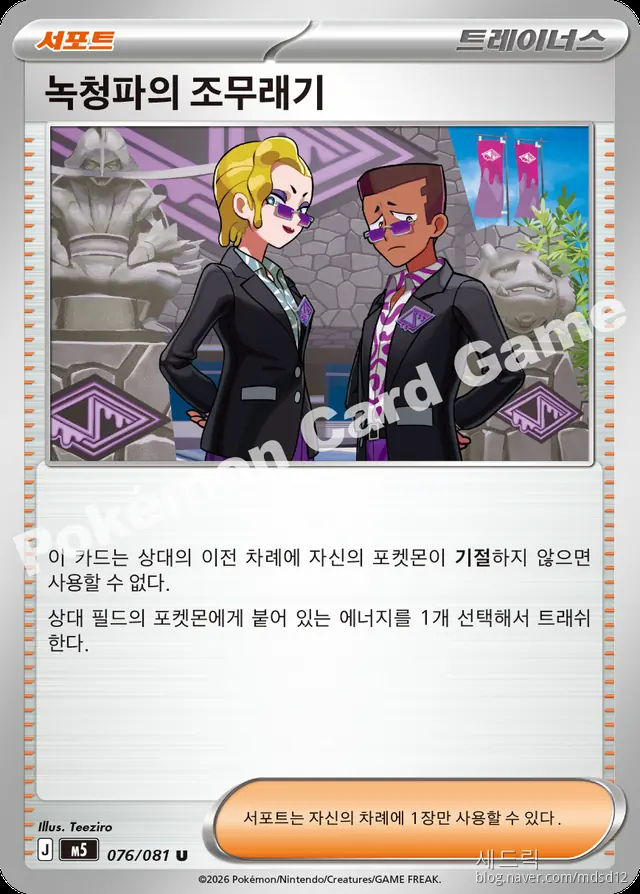 서포트
트레이너스
녹청파의 조무래기
Pokémon Card Game
이 카드는 상대의 이전 차례에 자신의 포켓몬이 기절하지 않으면
사용할 수 없다.
상대 필드의 포켓몬에게 붙어 있는 에너지를 1개 선택해서 트래쉬
한다.
서포트는 자신의 차례에 1장만 사용할 수 있다.
Illus. Teeziro
J M5 076/081 U
©2026 Pokémon/Nintendo/Creatures/GAME FREAK.
세드릭
blog.naver.com/mdsd12